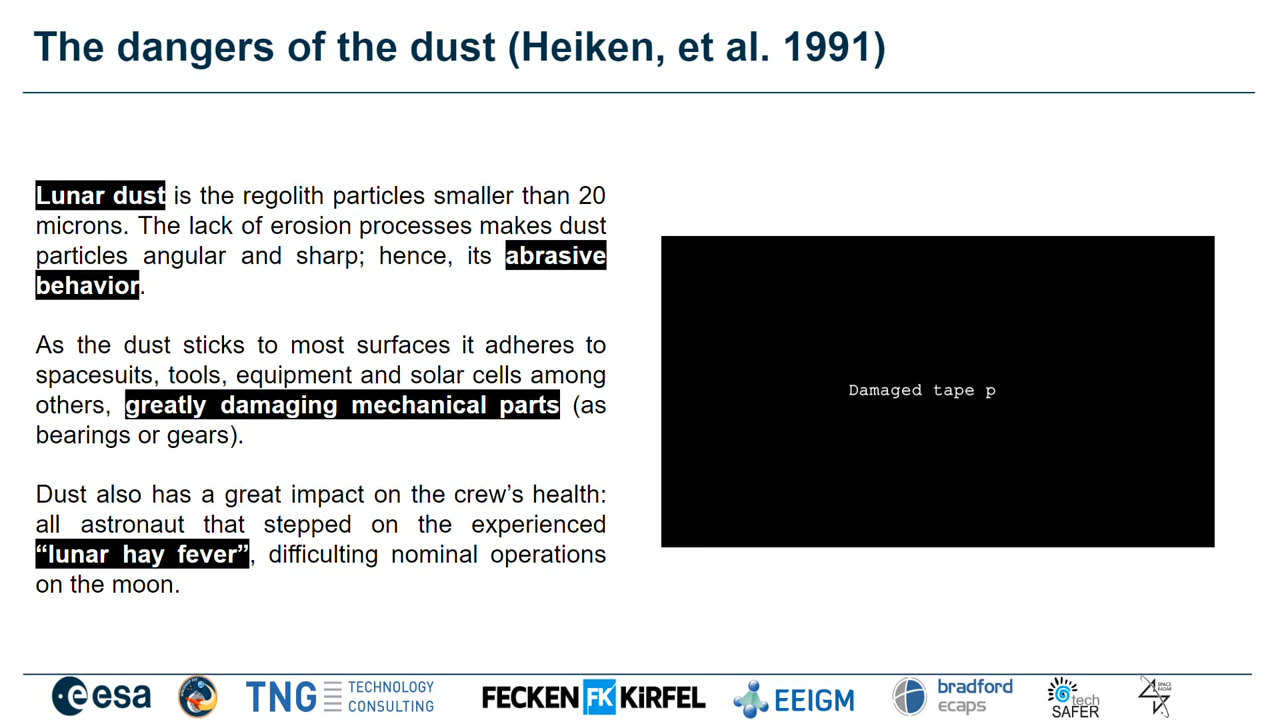 The dangers of the dust (Heiken, et al. 1991)
Lunar dust is the regolith particles smaller than 20
microns. The lack of erosion processes makes dust
particles angular and sharp; hence, its abrasive
behavior.
As the dust sticks to most surfaces it adheres to
spacesuits, tools, equipment and solar cells among
others, greatly damaging mechanical parts (as
bearings or gears).
Dust also has a great impact on the crew’s health:
all astronaut that stepped on the experienced
“lunar hay fever”, difficulting nominal operations
on the moon.
Damaged tape p
esa
TNG TECHNOLOGY
CONSULTING
FECKEN FK KiRFEL
EEIGM
bradford
ecaps
tech
SAFER
SPACE
RADAR